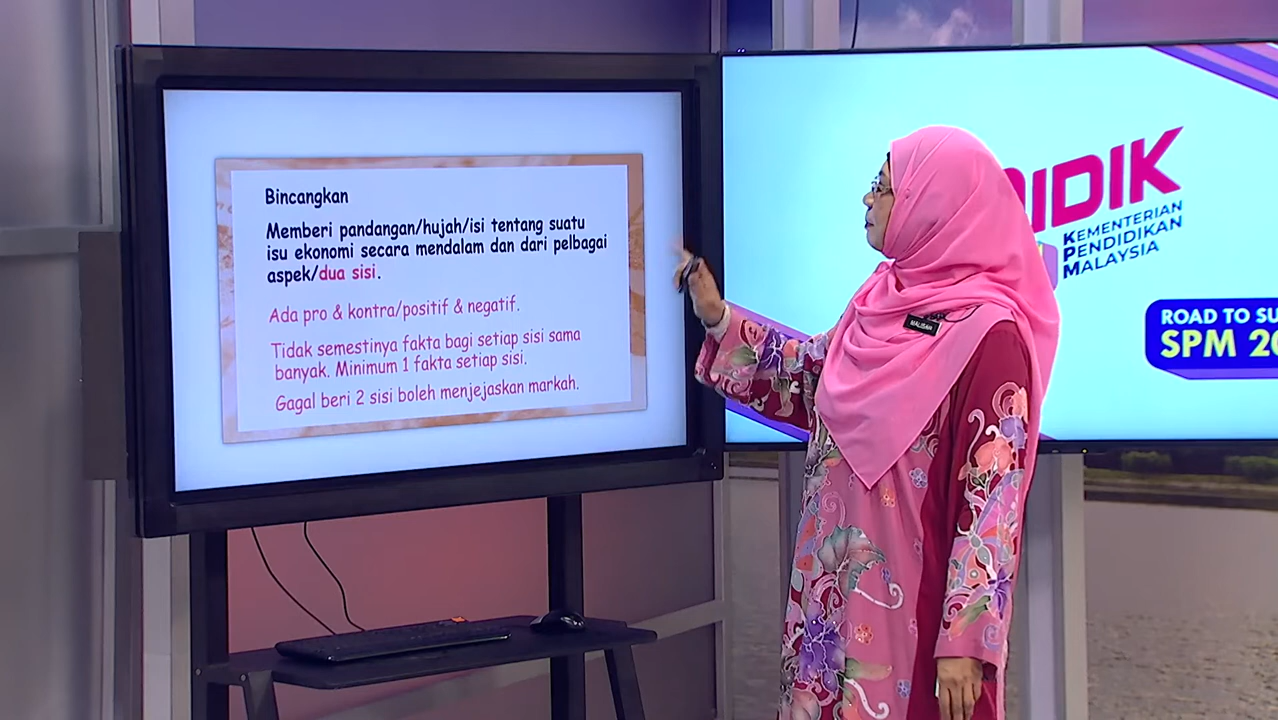 Bincangkan
Memberi pandangan/hujah/isi tentang suatu
isu ekonomi secara mendalam dan dari pelbagai
aspek/dua sisi.
Ada pro & kontra/positif & negatif.
Tidak semestinya fakta bagi setiap sisi sama
banyak. Minimum 1 fakta setiap sisi.
Gagal beri 2 sisi boleh menjejaskan markah.
IDIK
KEMENTERIAN
PENDIDIKAN
MALAYSIA
ROAD TO SU
SPM 20